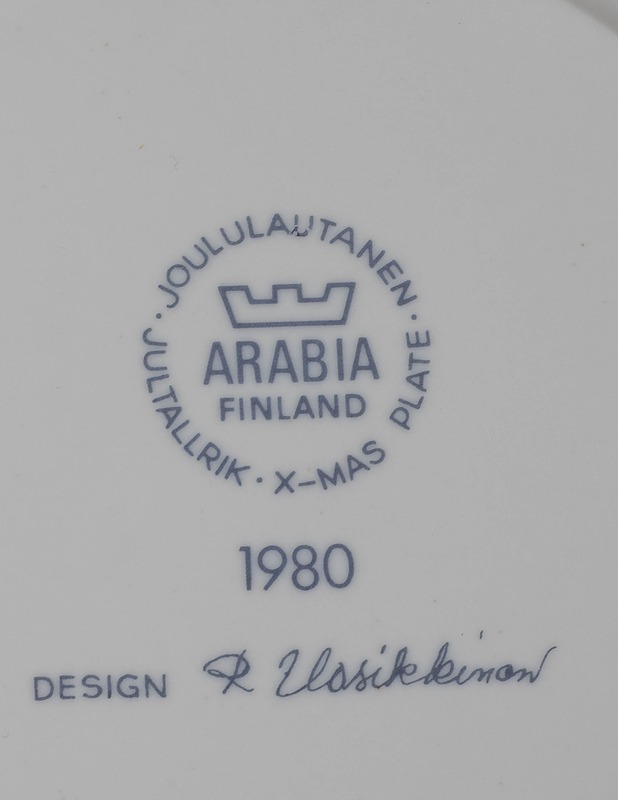 · JOULULAUTANEN ·
ARABIA
FINLAND
JULTALLRIK · X-MAS PLATE
1980
DESIGN R Uosikkinen